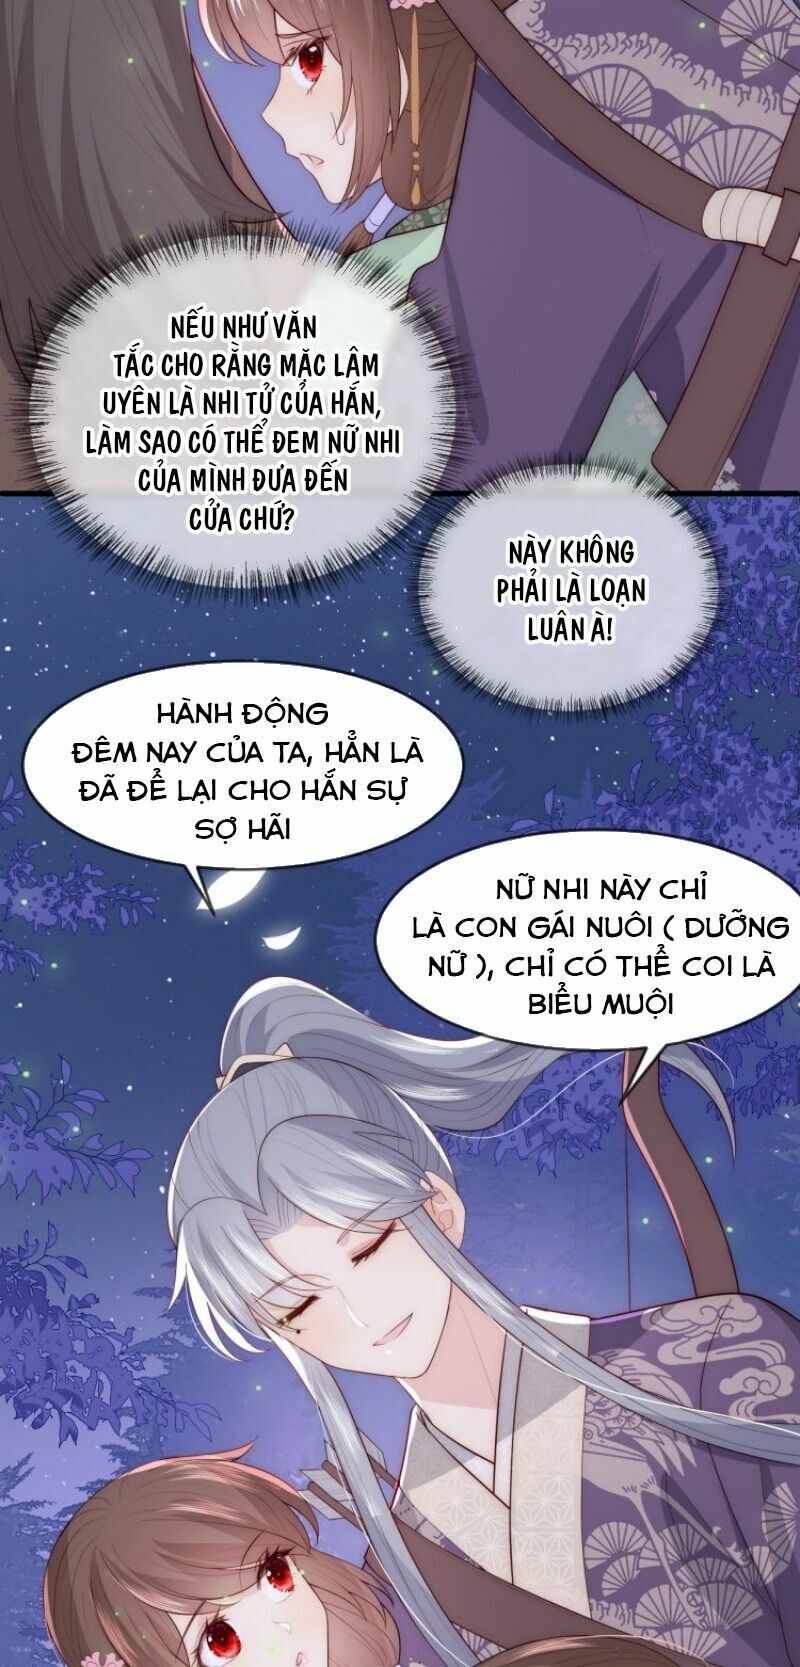 NẾU NHƯ VĂN
TẮC CHO RẰNG MẶC LÂM
UYÊN LÀ NHI TỬ CỦA HẮN,
LÀM SAO CÓ THỂ ĐEM NỮ NHI
CỦA MÌNH ĐƯA ĐẾN
CỬA CHỨ?
NÀY KHÔNG
PHẢI LÀ LOẠN
LUÂN À!
HÀNH ĐỘNG
ĐÊM NAY CỦA TA, HẲN LÀ
ĐÃ ĐỂ LẠI CHO HẮN SỰ
SỢ HÃI
NỮ NHI NÀY CHỈ
LÀ CON GÁI NUÔI ( DƯỠNG
NỮ ), CHỈ CÓ THỂ COI LÀ
BIỂU MUỘI